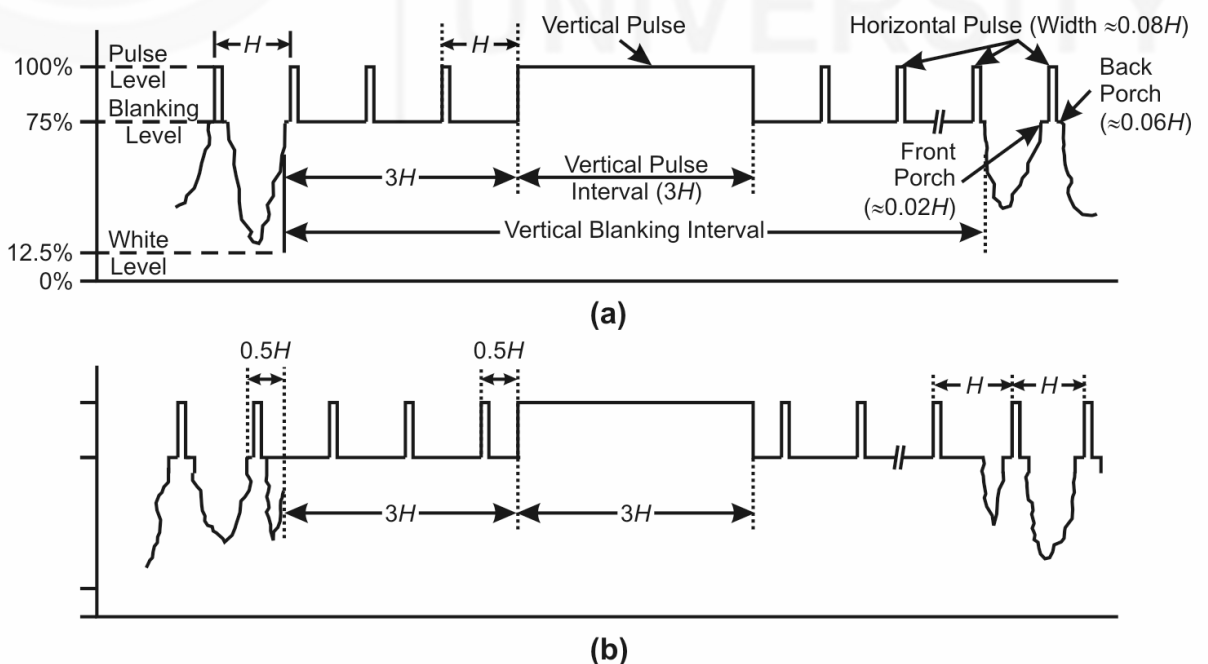 UNIVERSITY
H
H
Vertical Pulse
Horizontal Pulse (Width ≈0.08H)
100%
Pulse
Level
Blanking
75%
Level
Back
Porch
(≈0.06H)
3H
Vertical Pulse
Interval (3H)
Front
Porch
(≈0.02H)
Vertical Blanking Interval
White
12.5%
Level
0%
(a)
0.5H
0.5H
H
H
3H
3H
(b)